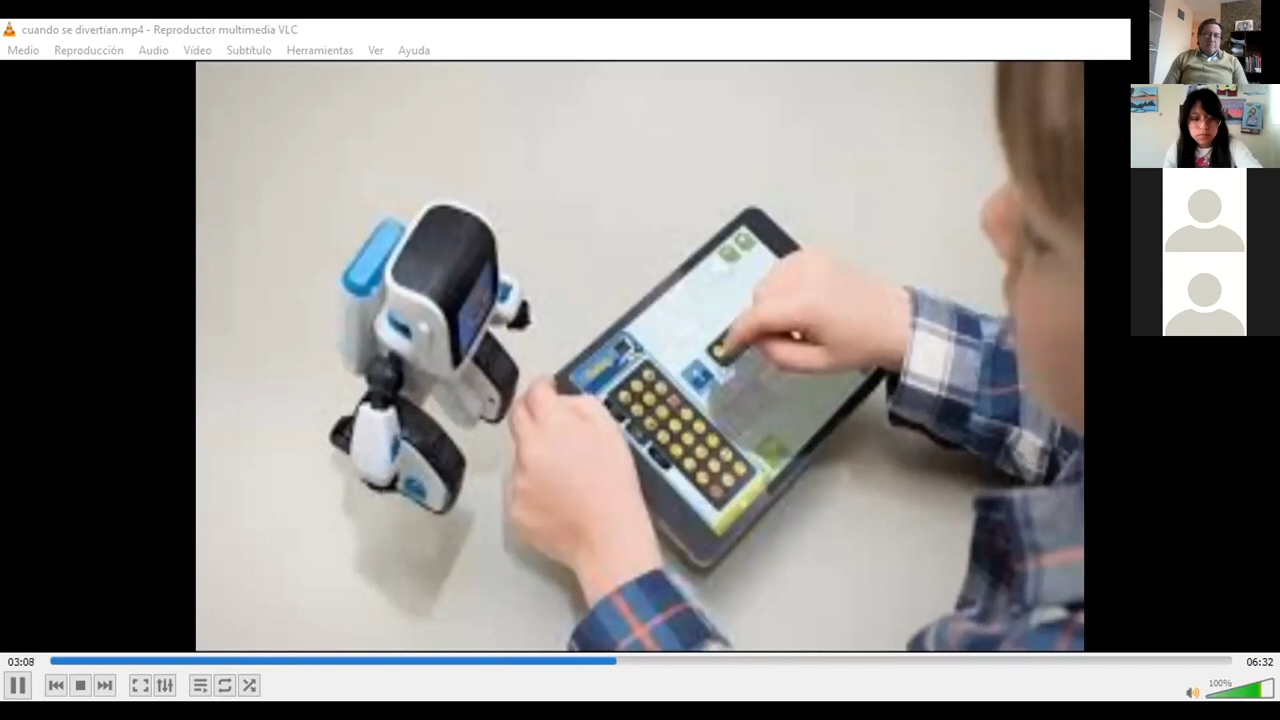 cuando se divertían.mp4 - Reproductor multimedia VLC
Medio Reproducción Audio Vídeo Subtítulo Herramientas Ver Ayuda
03:08
06:32
100%